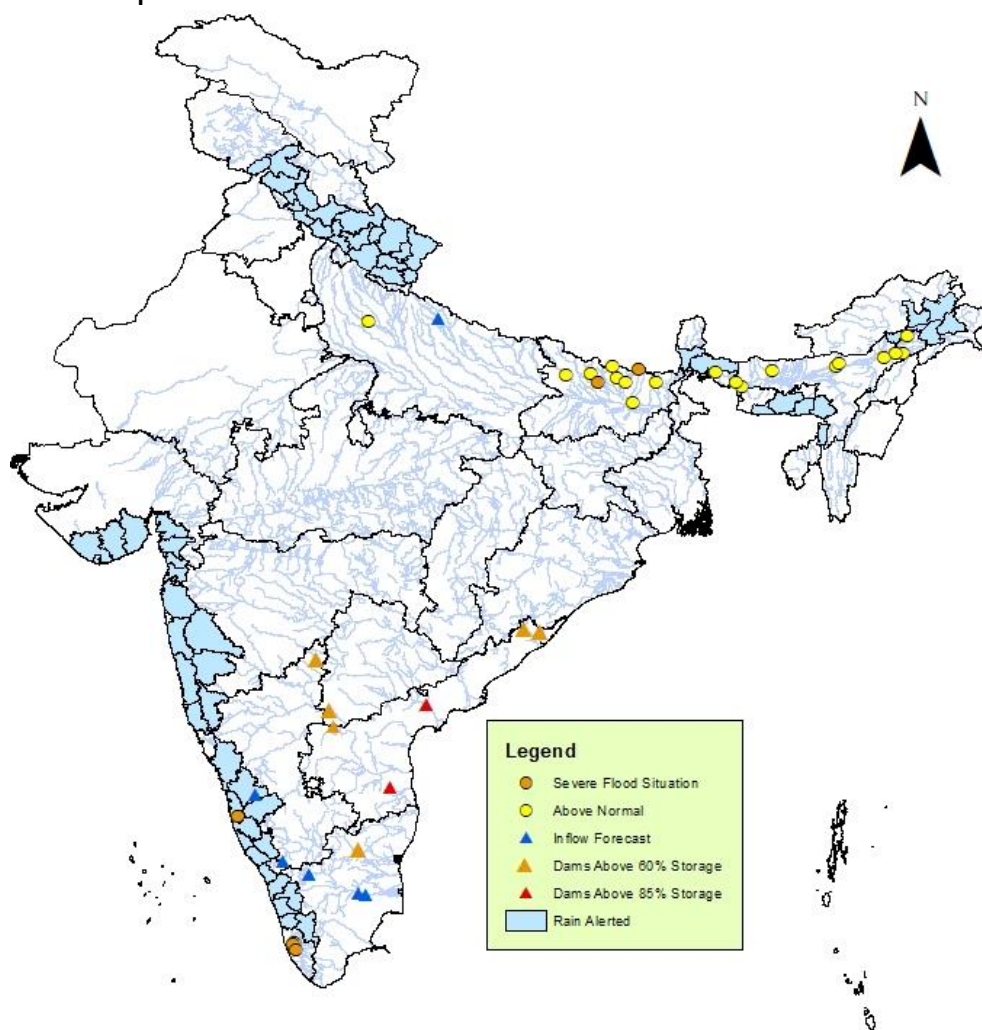 N
Legend
Severe Flood Situation
Above Normal
Inflow Forecast
Dams Above 60% Storage
Dams Above 85% Storage
Rain Alerted